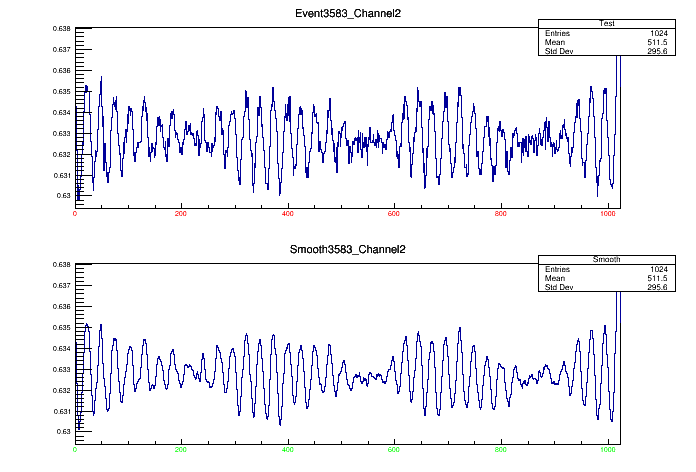 Event3583_Channel2
Test
Entries 1024
Mean 511.5
Std Dev 295.6
0.638
0.637
0.636
0.635
0.634
0.633
0.632
0.631
0.63
0 200 400 600 800 1000
Smooth3583_Channel2
Smooth
Entries 1024
Mean 511.5
Std Dev 295.6
0.638
0.637
0.636
0.635
0.634
0.633
0.632
0.631
0.63
0 200 400 600 800 1000